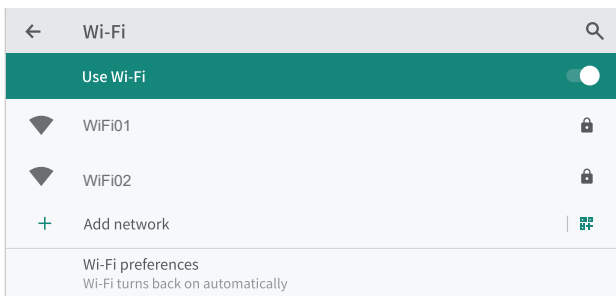 Wi-Fi
Use Wi-Fi
WiFi01
WiFi02
Add network
Wi-Fi preferences
Wi-Fi turns back on automatically